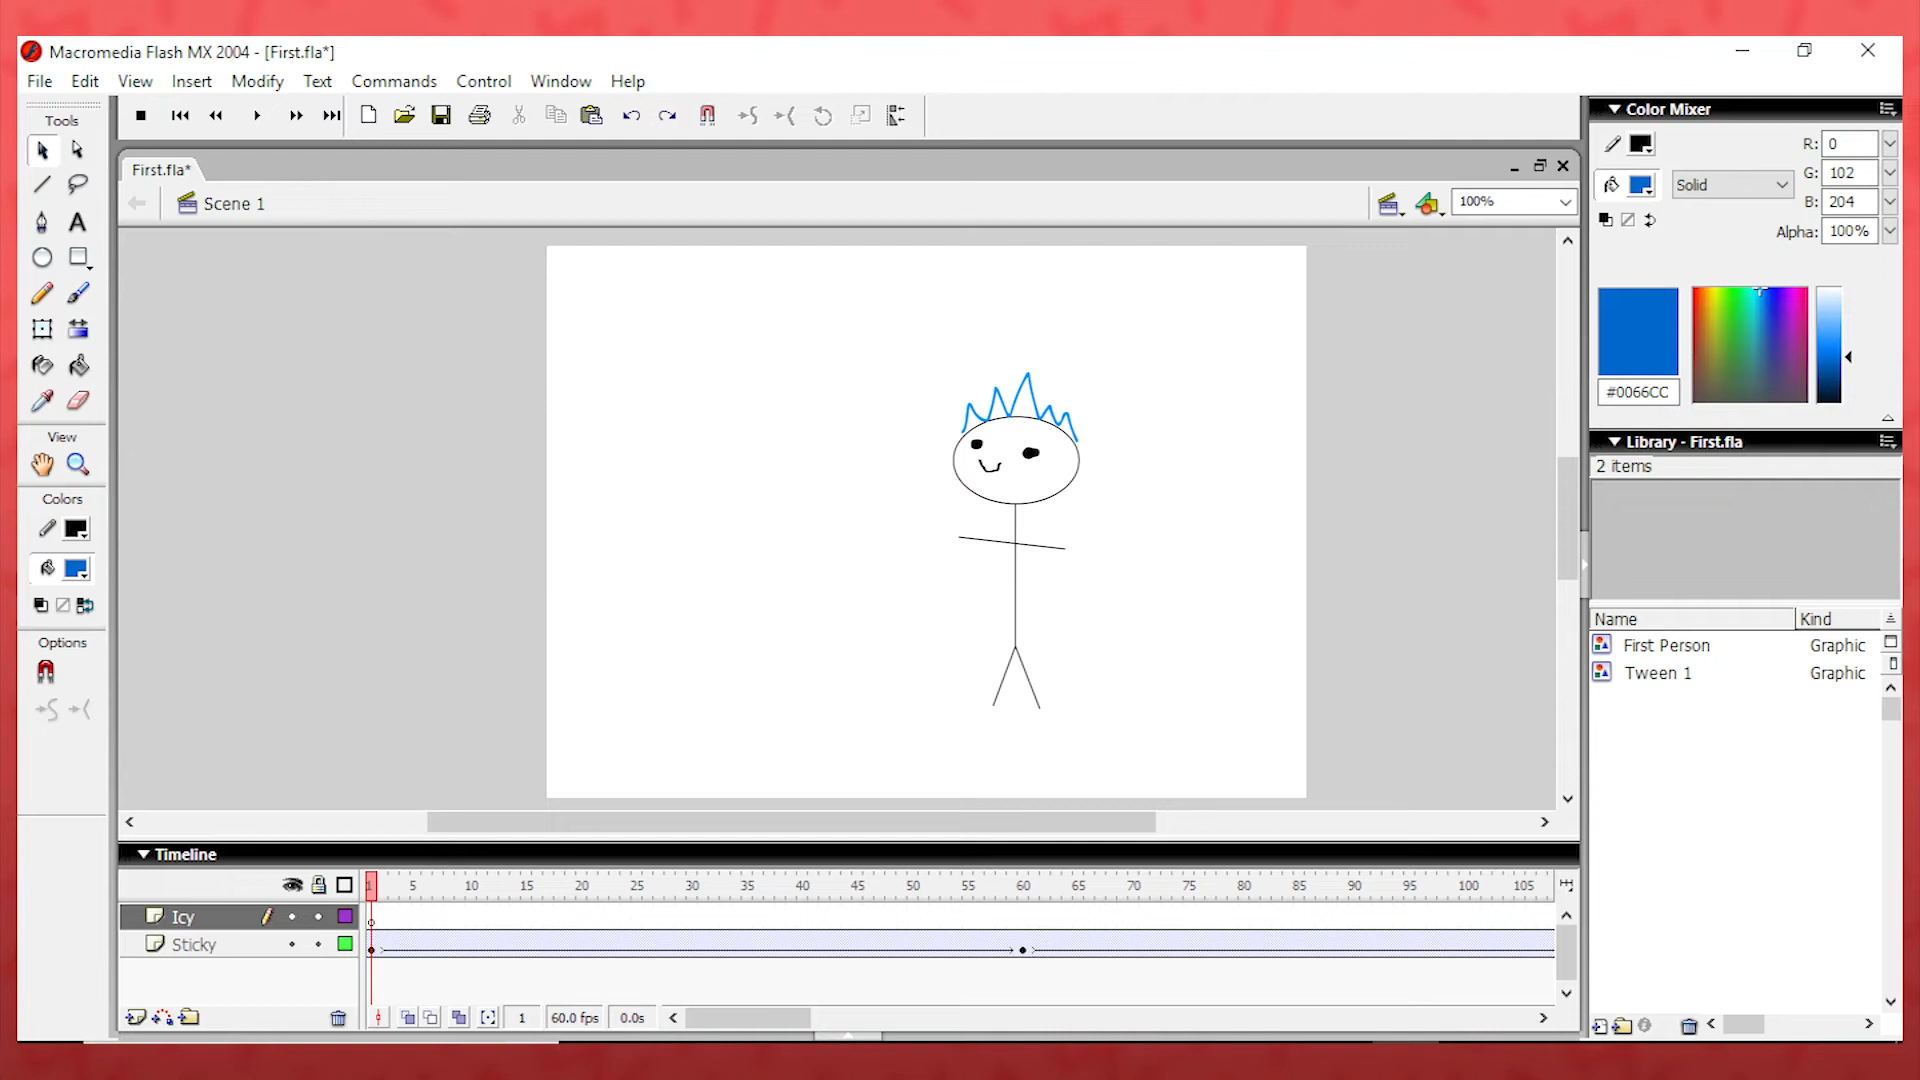 Macromedia Flash MX 2004 - [First.fla*]
File Edit View Insert Modify Text Commands Control Window Help
Tools
First.fla*
Scene 1
100%
A
View
Colors
Options
Color Mixer
R: 0
Solid
G: 102
B: 204
Alpha: 100%
#0066CC
Library - First.fla
2 items
Name Kind
First Person Graphic
Tween 1 Graphic
Timeline
1 5 10 15 20 25 30 35 40 45 50 55 60 65 70 75 80 85 90 95 100 105
Icy
Sticky
1 60.0 fps 0.0s